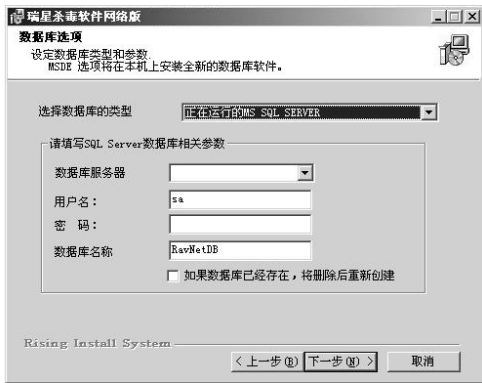 瑞星杀毒软件网络版
数据库选项
设定数据库类型和参数.
MSDE 选项将在本机上安装全新的数据库软件。
选择数据库的类型 正在运行的MS SQL SERVER
请填写SQL Server数据库相关参数
数据库服务器
用户名： sa
密 码：
数据库名称 RavNetDB
如果数据库已经存在，将删除后重新创建
Rising Install System
< 上一步(B) 下一步(N) > 取消